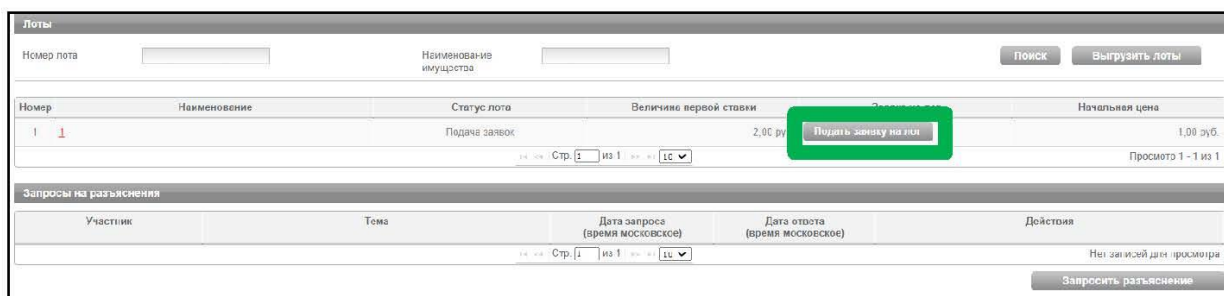 Лоты
Номер лота Наименование имущества Поиск Выгрузить лоты
Номер Наименование Статус лота Величина первой ставки Заявка на лот Начальная цена
1 1 Подача заявок 2,00 ру Подать заявку на лот 1,00 руб.
Стр. 1 из 1 10 Просмотр 1 - 1 из 1
Запросы на разъяснения
Участник Тема Дата запроса (время московское) Дата ответа (время московское) Действия
Стр. 1 из 1 10 Нет записей для просмотра
Запросить разъяснение